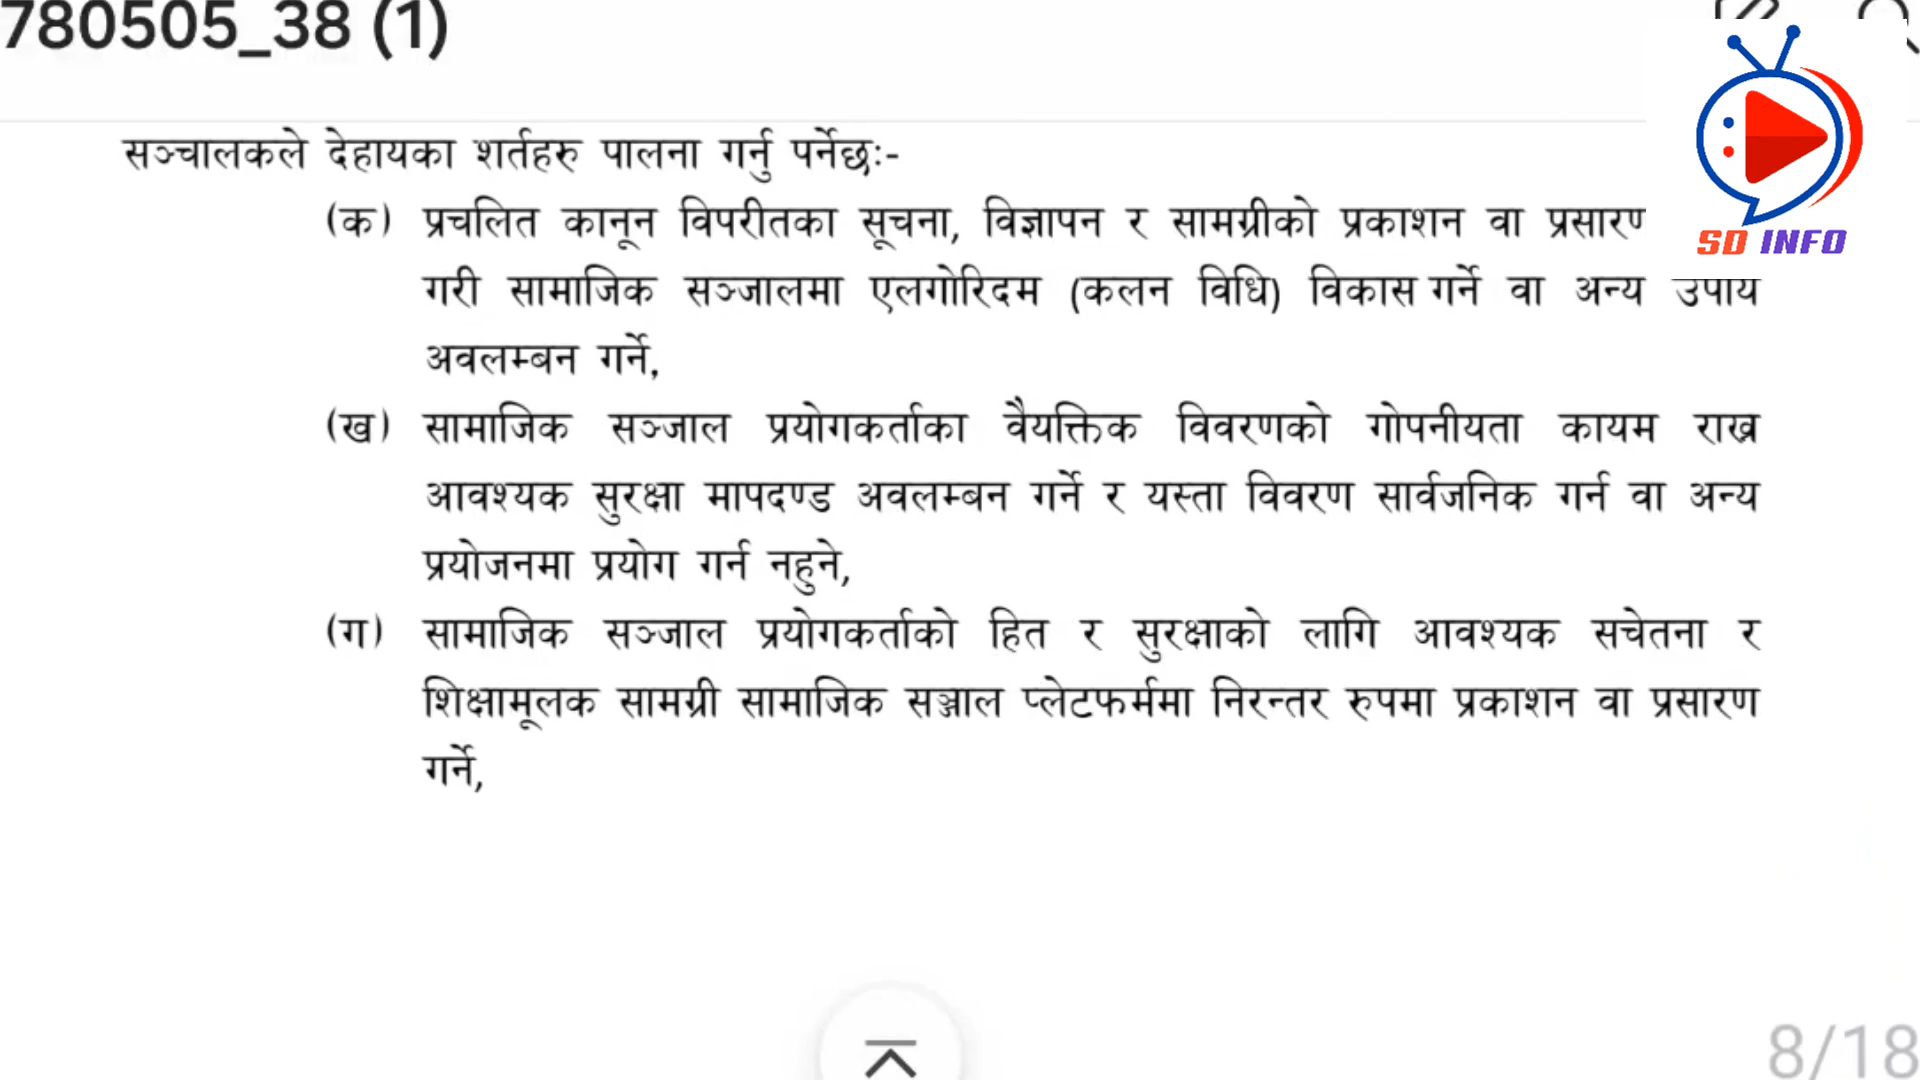 780505_38 (1)
SD INFO
सञ्चालकले देहायका शर्तहरु पालना गर्नु पर्नेछः-
(क) प्रचलित कानून विपरीतका सूचना, विज्ञापन र सामग्रीको प्रकाशन वा प्रसारण
गरी सामाजिक सञ्जालमा एलगोरिदम (कलन विधि) विकास गर्ने वा अन्य उपाय
अवलम्बन गर्ने,
(ख) सामाजिक सञ्जाल प्रयोगकर्ताका वैयक्तिक विवरणको गोपनीयता कायम राख्न
आवश्यक सुरक्षा मापदण्ड अवलम्बन गर्ने र यस्ता विवरण सार्वजनिक गर्न वा अन्य
प्रयोजनमा प्रयोग गर्न नहुने,
(ग) सामाजिक सञ्जाल प्रयोगकर्ताको हित र सुरक्षाको लागि आवश्यक सचेतना र
शिक्षामूलक सामग्री सामाजिक सञ्जाल प्लेटफर्ममा निरन्तर रुपमा प्रकाशन वा प्रसारण
गर्ने,
8/18